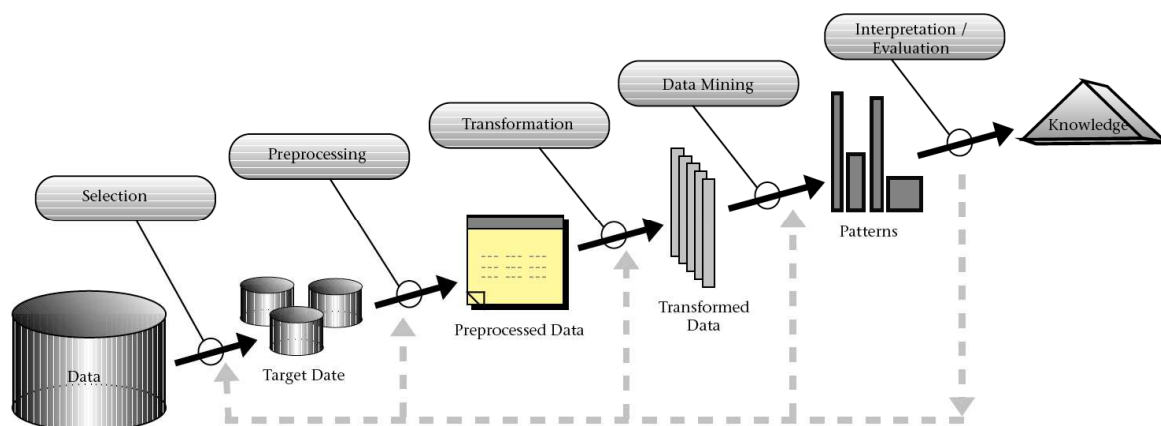 Interpretation /
Evaluation
Data Mining
Transformation
Preprocessing
Selection
Knowledge
Patterns
Transformed
Data
Preprocessed Data
Target Date
Data